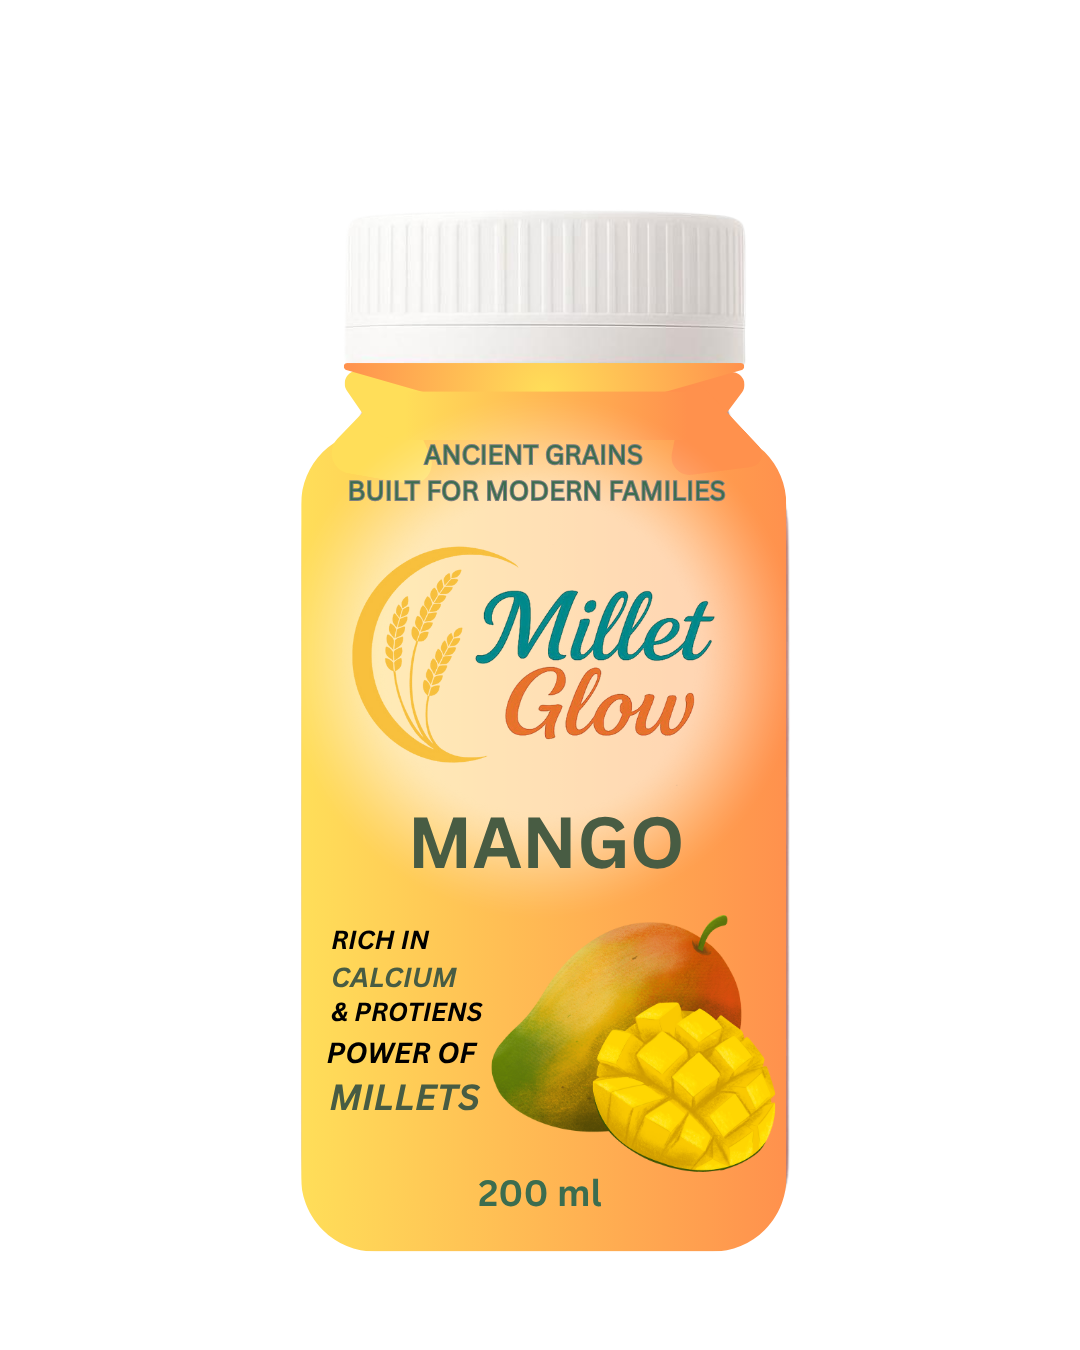 ANCIENT GRAINS
BUILT FOR MODERN FAMILIES
Millet
Glow
MANGO
RICH IN
CALCIUM
& PROTIENS
POWER OF
MILLETS
200 ml